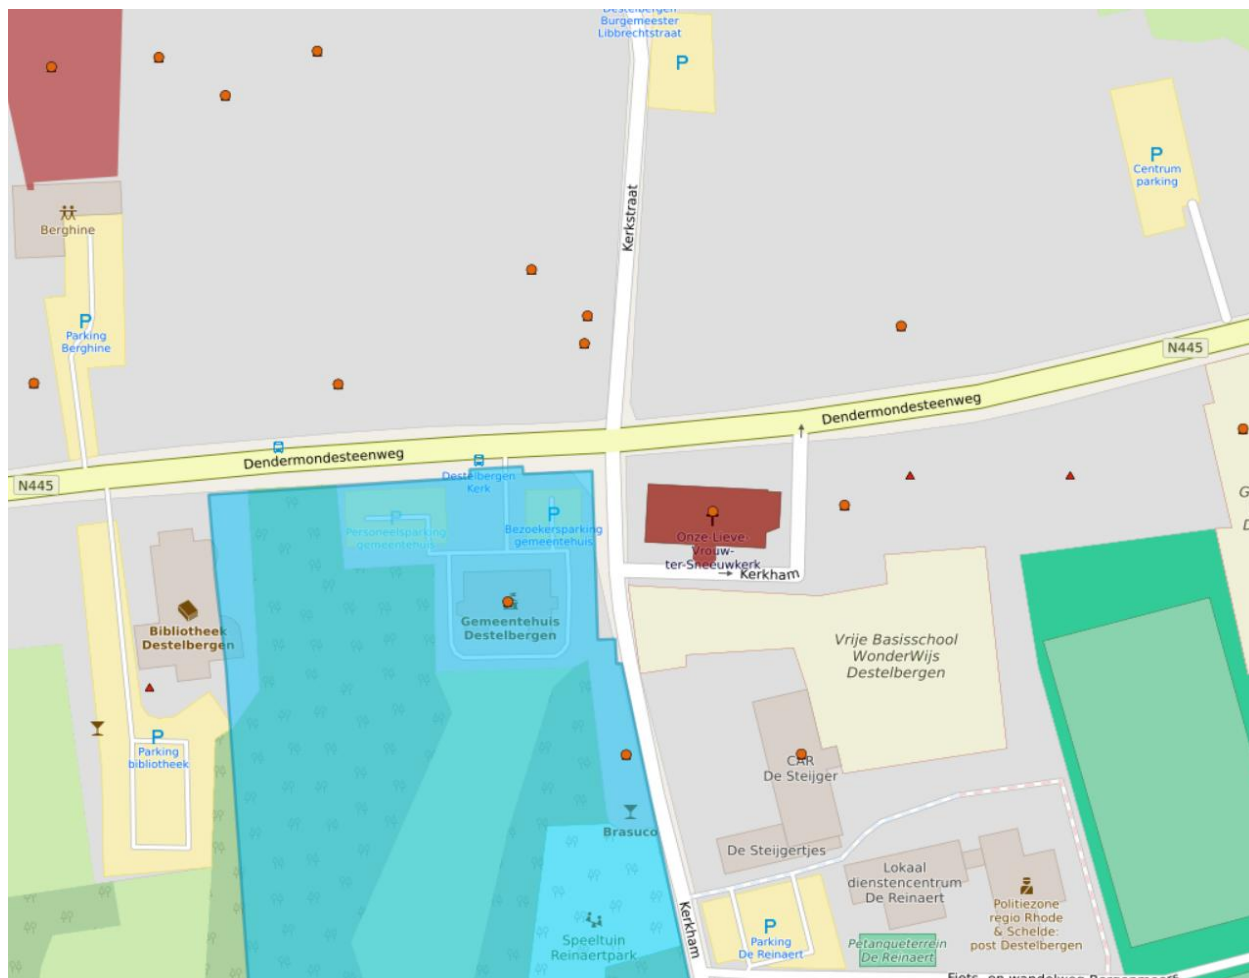 Destelbergen
Burgemeester
Libbrechtstraat
P
P
Centrum
parking
Kerkstraat
Berghine
P
Parking
Berghine
N445
Dendermondesteenweg
Dendermondesteenweg
N445
Destelbergen
Kerk
P
Personeelsparking
gemeentehuis
P
Bezoekersparking
gemeentehuis
Onze-Lieve-
Vrouw-
ter-Sneeuwkerk
Kerkham
Gemeentehuis
Destelbergen
Bibliotheek
Destelbergen
Vrije Basisschool
WonderWijs
Destelbergen
G
D
P
Parking
bibliotheek
CAR
De Steijger
Brasuco
De Steijgertjes
Lokaal
dienstencentrum
De Reinaert
Politiezone
regio Rhode
& Schelde:
post Destelbergen
Kerkham
Speeltuin
Reinaertpark
P
Parking
De Reinaert
Petanqueterrein
De Reinaert
Fiets- en wandelweg